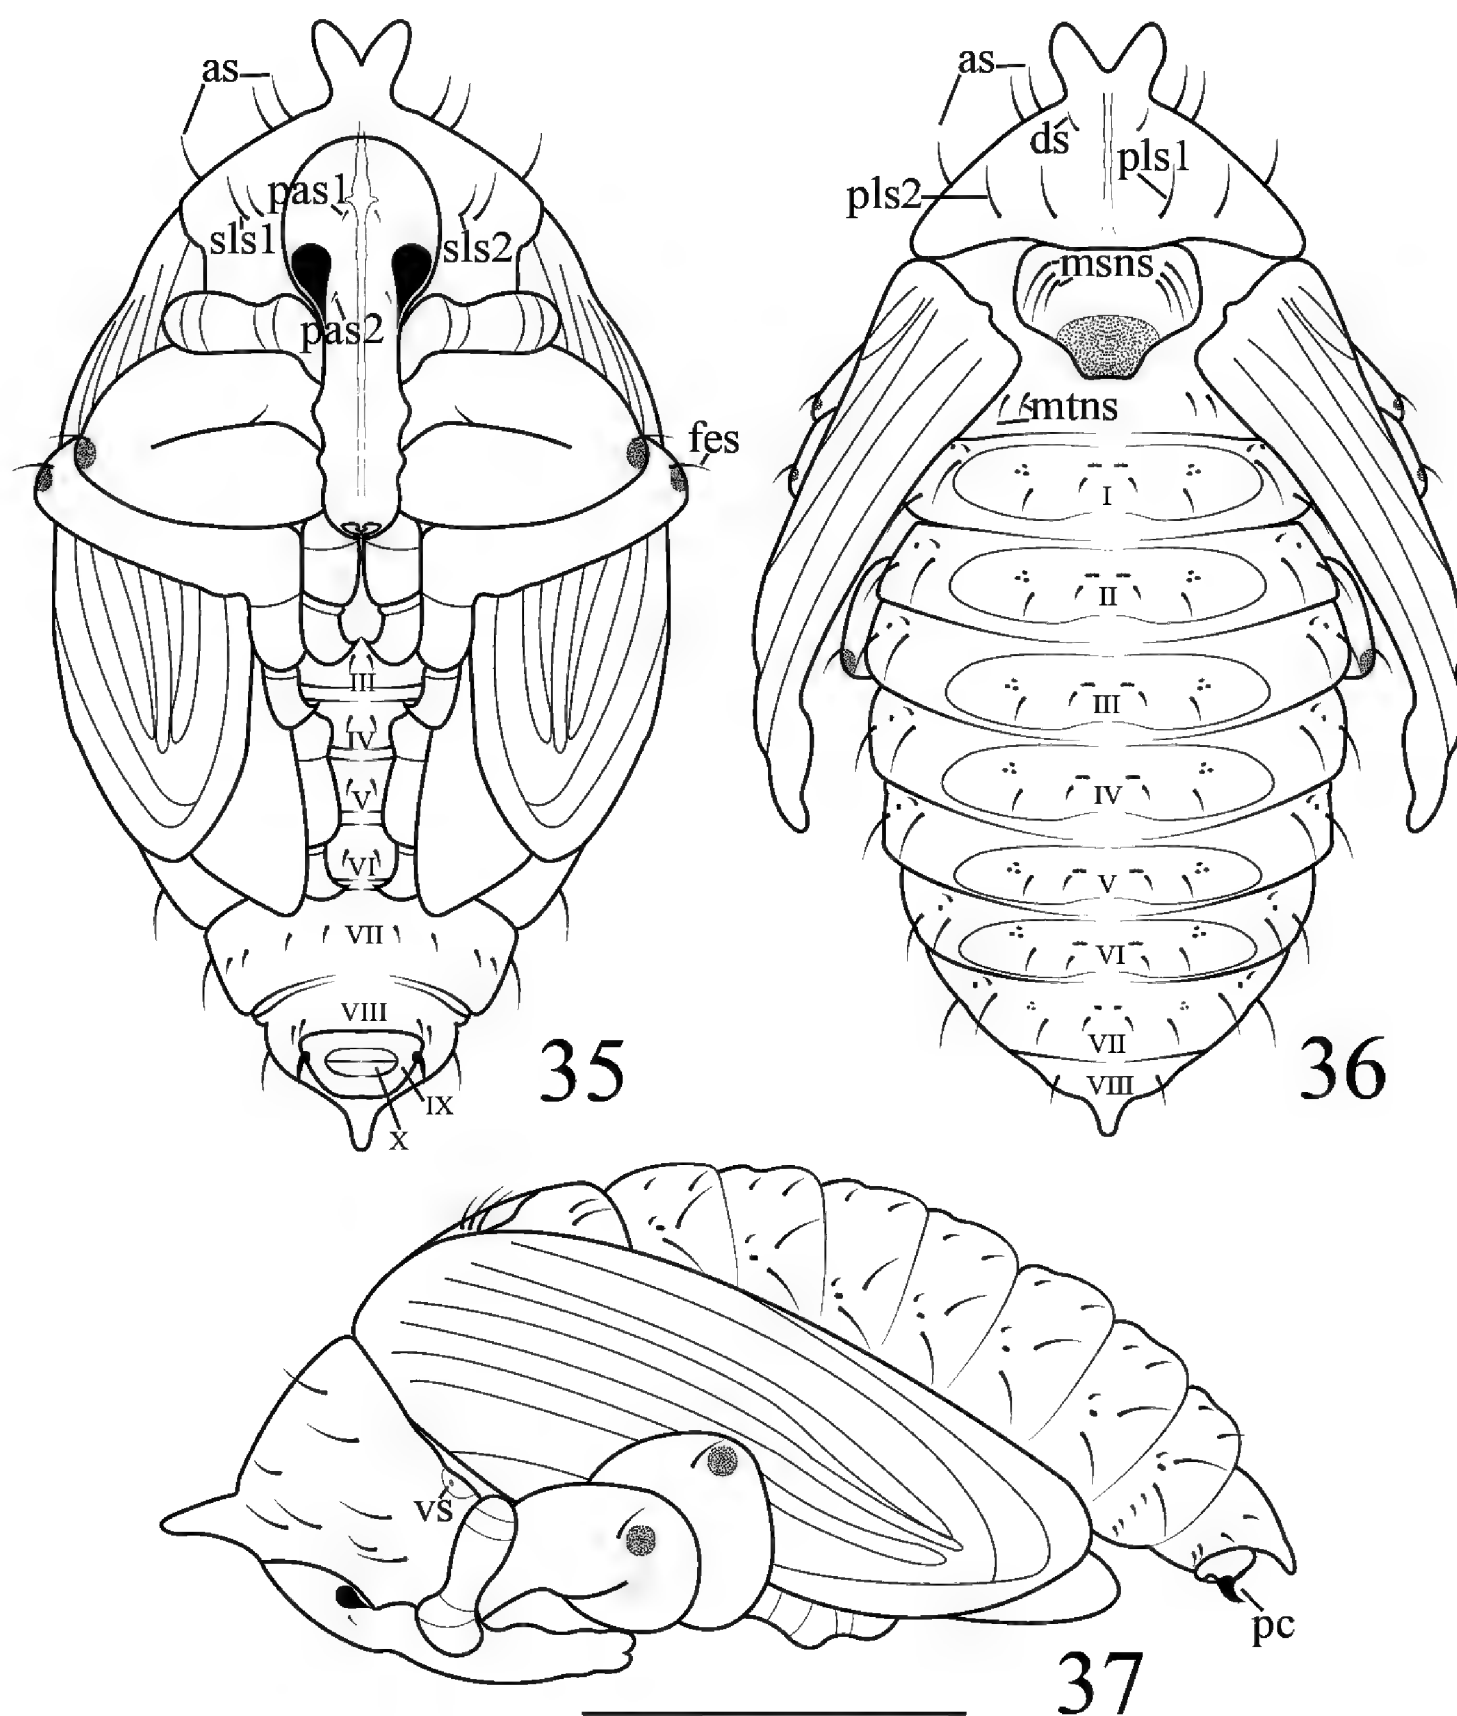 as
pas1
sls1
sls2
pas2
fes
III
IV
V
VI
VII
VIII
IX
X
35
as
ds
pls1
pls2
msns
mtns
I
II
III
IV
V
VI
VII
VIII
36
vs
pc
37